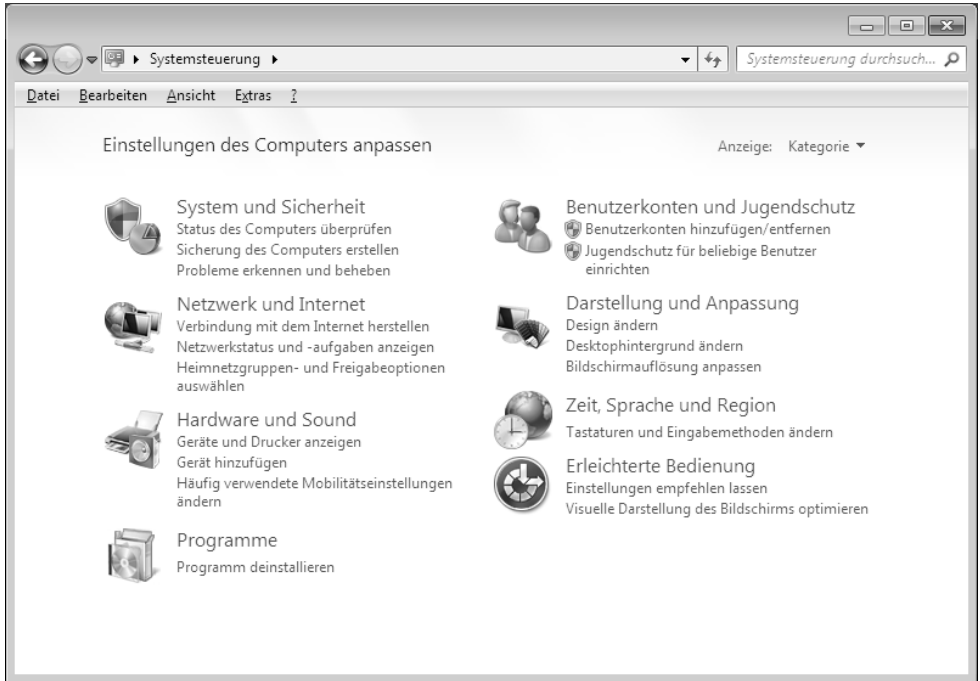 Systemsteuerung
Systemsteuerung durchsuch...
Datei Bearbeiten Ansicht Extras ?
Einstellungen des Computers anpassen
Anzeige: Kategorie
System und Sicherheit
Status des Computers überprüfen
Sicherung des Computers erstellen
Probleme erkennen und beheben
Netzwerk und Internet
Verbindung mit dem Internet herstellen
Netzwerkstatus und -aufgaben anzeigen
Heimnetzgruppen- und Freigabeoptionen
auswählen
Hardware und Sound
Geräte und Drucker anzeigen
Gerät hinzufügen
Häufig verwendete Mobilitätseinstellungen
ändern
Programme
Programm deinstallieren
Benutzerkonten und Jugendschutz
Benutzerkonten hinzufügen/entfernen
Jugendschutz für beliebige Benutzer
einrichten
Darstellung und Anpassung
Design ändern
Desktophintergrund ändern
Bildschirmauflösung anpassen
Zeit, Sprache und Region
Tastaturen und Eingabemethoden ändern
Erleichterte Bedienung
Einstellungen empfehlen lassen
Visuelle Darstellung des Bildschirms optimieren